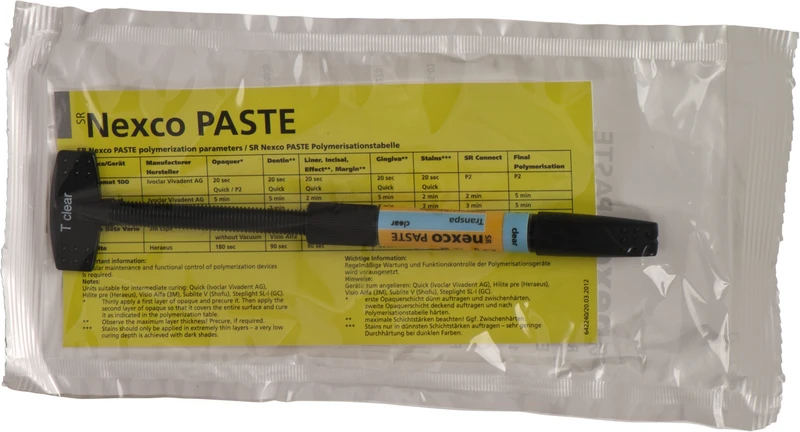 SR Nexco PASTE
SR Nexco PASTE polymerization parameters / SR Nexco PASTE Polymerisationstabelle
Manufacturer Opaquer* Dentin** Liner, Incisal, Gingiva** Stains*** SR Connect Final
Hersteller Effect**, Margin** Polymerisation
100 Ivoclar Vivadent AG 20 sec 20 sec 20 sec 20 sec 20 sec P2 P2
Quick / P2 Quick Quick Quick Quick
Ivoclar Vivadent AG 5 min 2 min 2 min 5 min
3 min
without Vacuum
Heraeus 180 sec 90 sec
T clear
SR nexco PASTE
Transpa
clear
clear
information:
regular maintenance and functional control of polymerization devices
is required.
Notes:
Units suitable for intermediate curing: Quick (Ivoclar Vivadent AG),
Hilite pre (Heraeus), Visio Alfa (3M), Sublite V (Shofu), Steplight SL-I (GC).
* Thinly apply a first layer of opaquer and precure it. Then apply the
second layer of opaquer so that it covers the entire surface and cure
it as indicated in the polymerization table.
** Observe the maximum layer thickness! Precure, if required.
*** Stains should only be applied in extremely thin layers – a very low
curing depth is achieved with dark shades.
Wichtige Information:
Regelmäßige Wartung und Funktionskontrolle der Polymerisationsgeräte
wird vorausgesetzt.
Hinweise:
Geräte zum angelieren: Quick (Ivoclar Vivadent AG), Hilite pre (Heraeus),
Visio Alfa (3M), Sublite V (Shofu), Steplight SL-I (GC).
* erste Opaquerschicht dünn auftragen und zwischenhärten,
zweite Opaquerschicht deckend auftragen und nach
Polymerisationstabelle härten.
** maximale Schichtstärken beachten! Ggf. Zwischenhärten.
*** Stains nur in dünnsten Schichtstärken auftragen – sehr geringe
Durchhärtung bei dunklen Farben.
642240/20.03.2012